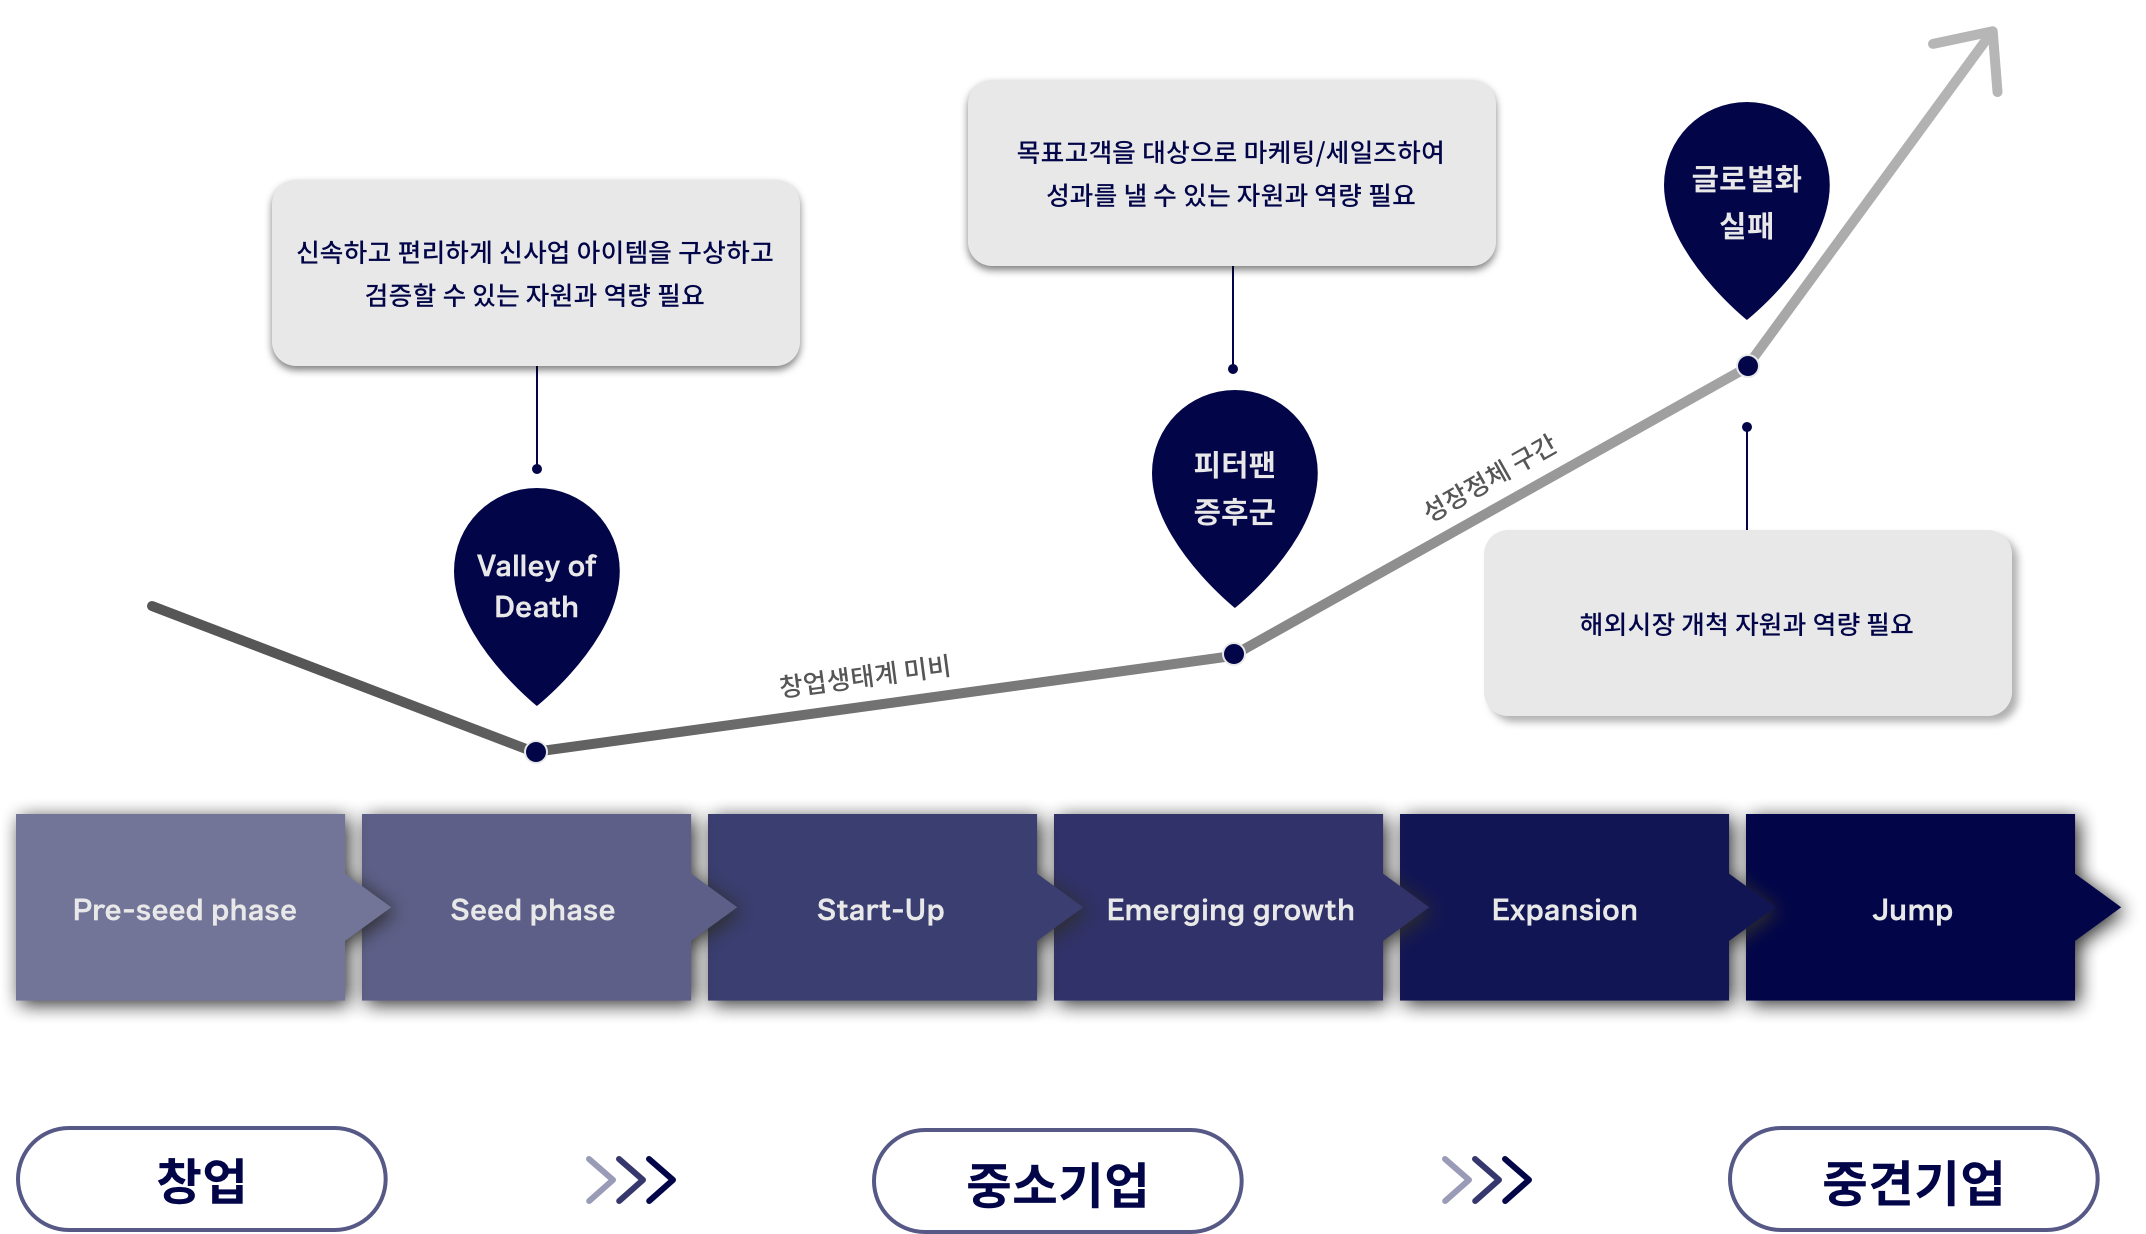 목표고객을 대상으로 마케팅/세일즈하여
성과를 낼 수 있는 자원과 역량 필요
글로벌화
실패
신속하고 편리하게 신사업 아이템을 구상하고
검증할 수 있는 자원과 역량 필요
피터팬
증후군
성장정체 구간
Valley of
Death
해외시장 개척 자원과 역량 필요
창업생태계 미비
Pre-seed phase
Seed phase
Start-Up
Emerging growth
Expansion
Jump
창업
중소기업
중견기업